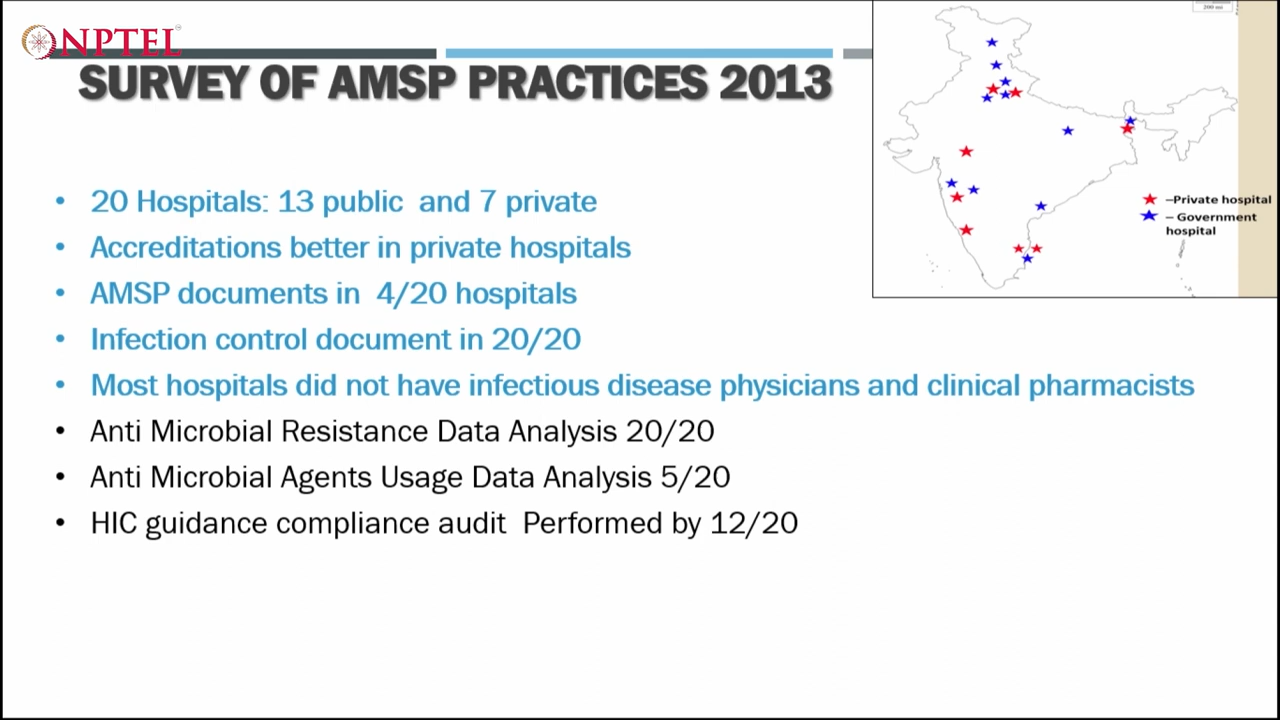 200 mi
NPTEL
SURVEY OF AMSP PRACTICES 2013
• 20 Hospitals: 13 public and 7 private
• Accreditations better in private hospitals
• AMSP documents in 4/20 hospitals
• Infection control document in 20/20
• Most hospitals did not have infectious disease physicians and clinical pharmacists
• Anti Microbial Resistance Data Analysis 20/20
• Anti Microbial Agents Usage Data Analysis 5/20
• HIC guidance compliance audit Performed by 12/20
–Private hospital
– Government
hospital